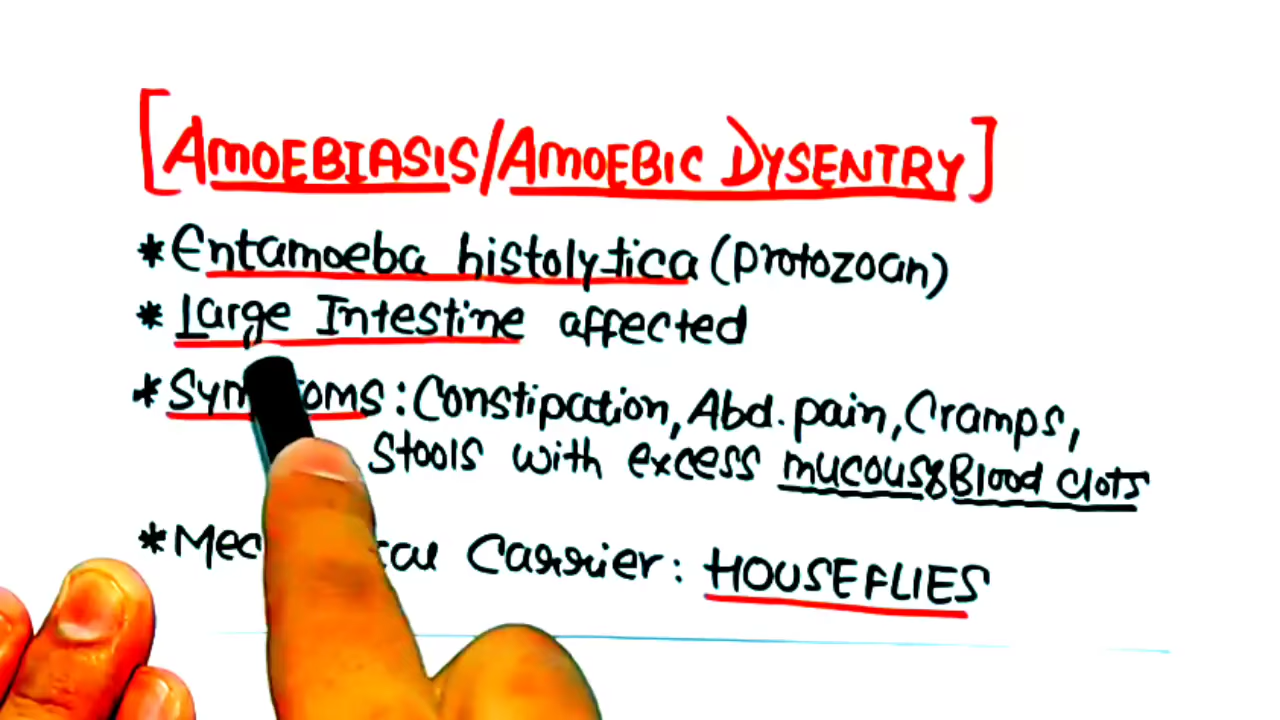 [AMOEBIASIS/AMOEBIC DYSENTRY]
*Entamoeba histolytica (Protozoan)
*Large Intestine affected
*Symptoms: Constipation, Abd. pain, Cramps,
stools with excess mucous & Blood clots
* Carrier: HOUSEFLIES